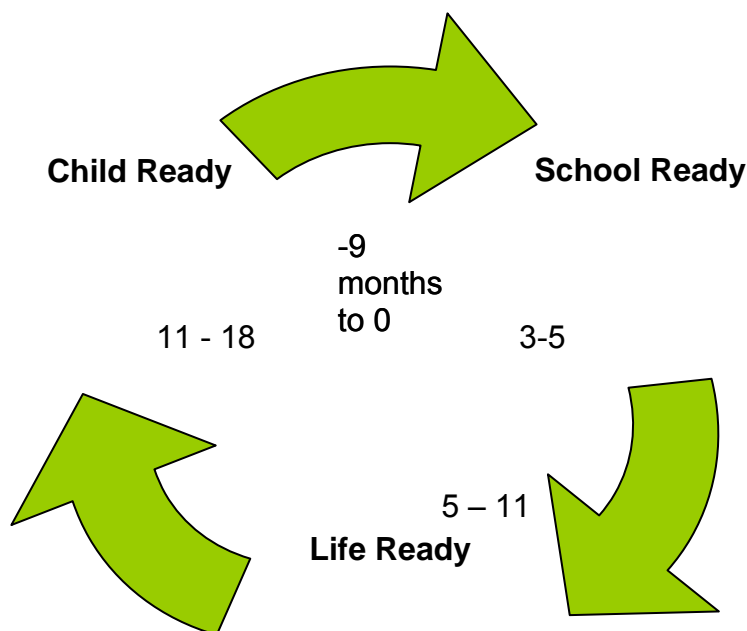 Child Ready
School Ready
-9
months
to 0
11 - 18
3-5
5 – 11
Life Ready